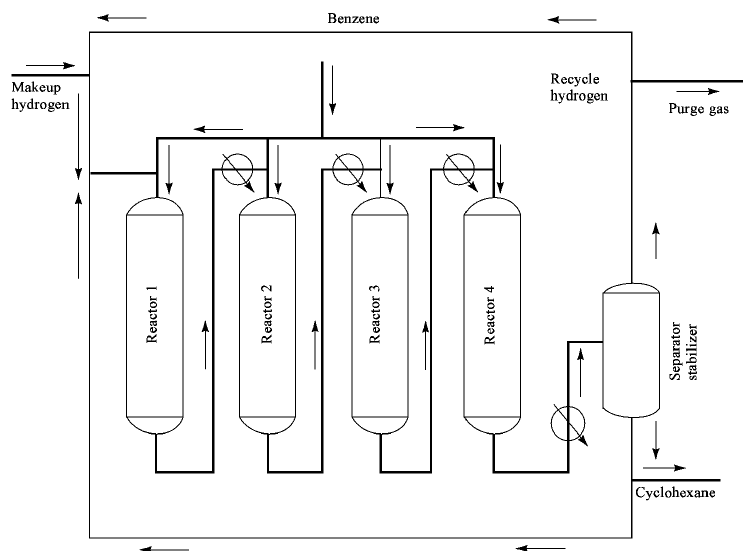 Benzene
Makeup
hydrogen
Recycle
hydrogen
Purge gas
Reactor 1
Reactor 2
Reactor 3
Reactor 4
Separator
stabilizer
Cyclohexane